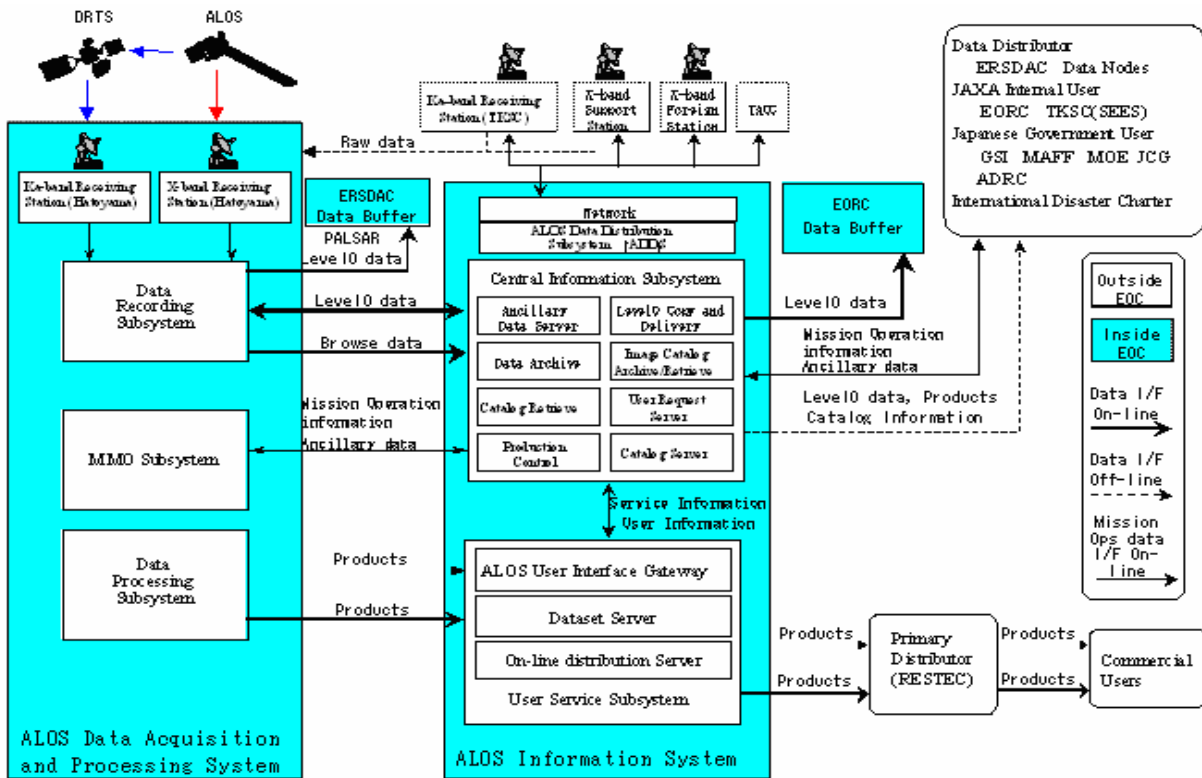 DRTS
ALOS
Ka-band Receiving
Station(TKSC)
X-band
Support
Station
X-band
Foreign
Station
TACC
Data Distributor
ERSDAC Data Nodes
JAXA Internal User
EORC TKSC(SEES)
Japanese Government User
GSI MAFF MOE JCG
ADRC
International Disaster Charter
Raw data
Ka-band Receiving
Station(Hatoyama)
X-band Receiving
Station(Hatoyama)
ERSDAC
Data Buffer
PALSAR
Level0 data
Network
ALOS Data Distribution
Subsystem ADDS
EORC
Data Buffer
Data
Recording
Subsystem
Level0 data
Browse data
Central Information Subsystem
Ancillary
Data Server
Level0 Conv and
Delivery
Data Archive
Image Catalog
Archive/Retrieve
Catalog Retrieve
User Request
Server
Production
Control
Catalog Server
Level0 data
Mission Operation
information
Ancillary data
Level0 data, Products
Catalog Information
Outside
EOC
Inside
EOC
Data I/F
On-line
Data I/F
Off-line
Mission
Ops data
I/F On-
line
MMO Subsystem
Mission Operation
information
Ancillary data
Service Information
User Information
Data
Processing
Subsystem
Products
Products
ALOS User Interface Gateway
Dataset Server
On-line distribution Server
User Service Subsystem
Products
Products
Primary
Distributor
(RESTEC)
Products
Products
Commercial
Users
ALOS Data Acquisition
and Processing System
ALOS Information System